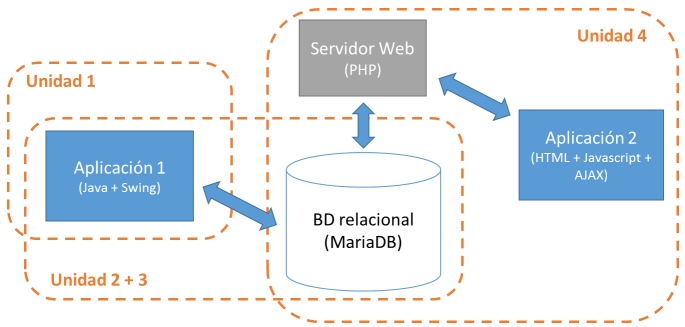 Servidor Web
(PHP)
Unidad 4
Unidad 1
Aplicación 1
(Java + Swing)
Aplicación 2
(HTML + Javascript +
AJAX)
BD relacional
(MariaDB)
Unidad 2 + 3